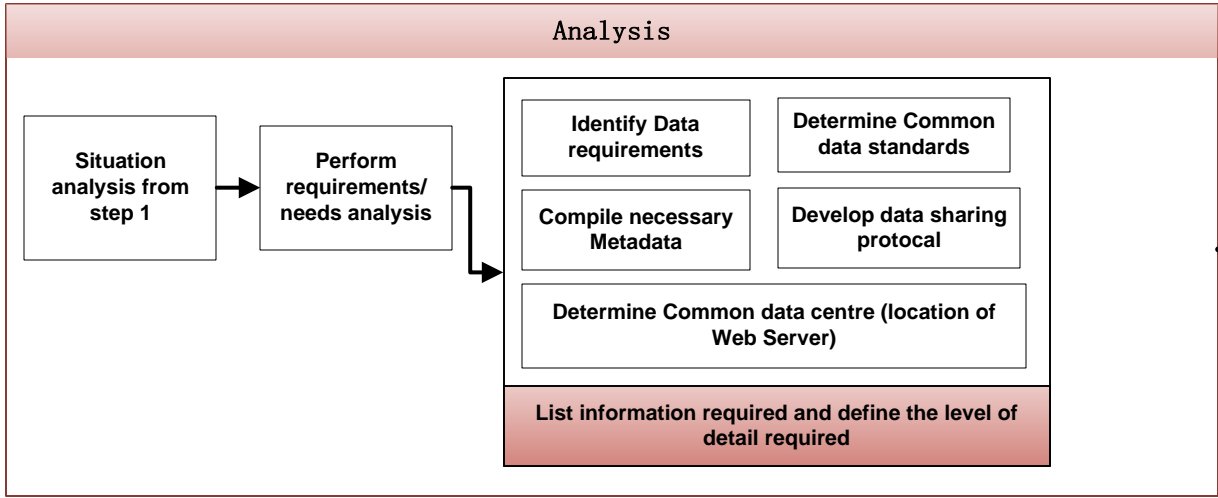 Analysis
Situation
analysis from
step 1
Perform
requirements/
needs analysis
Identify Data
requirements
Determine Common
data standards
Compile necessary
Metadata
Develop data sharing
protocal
Determine Common data centre (location of
Web Server)
List information required and define the level of
detail required